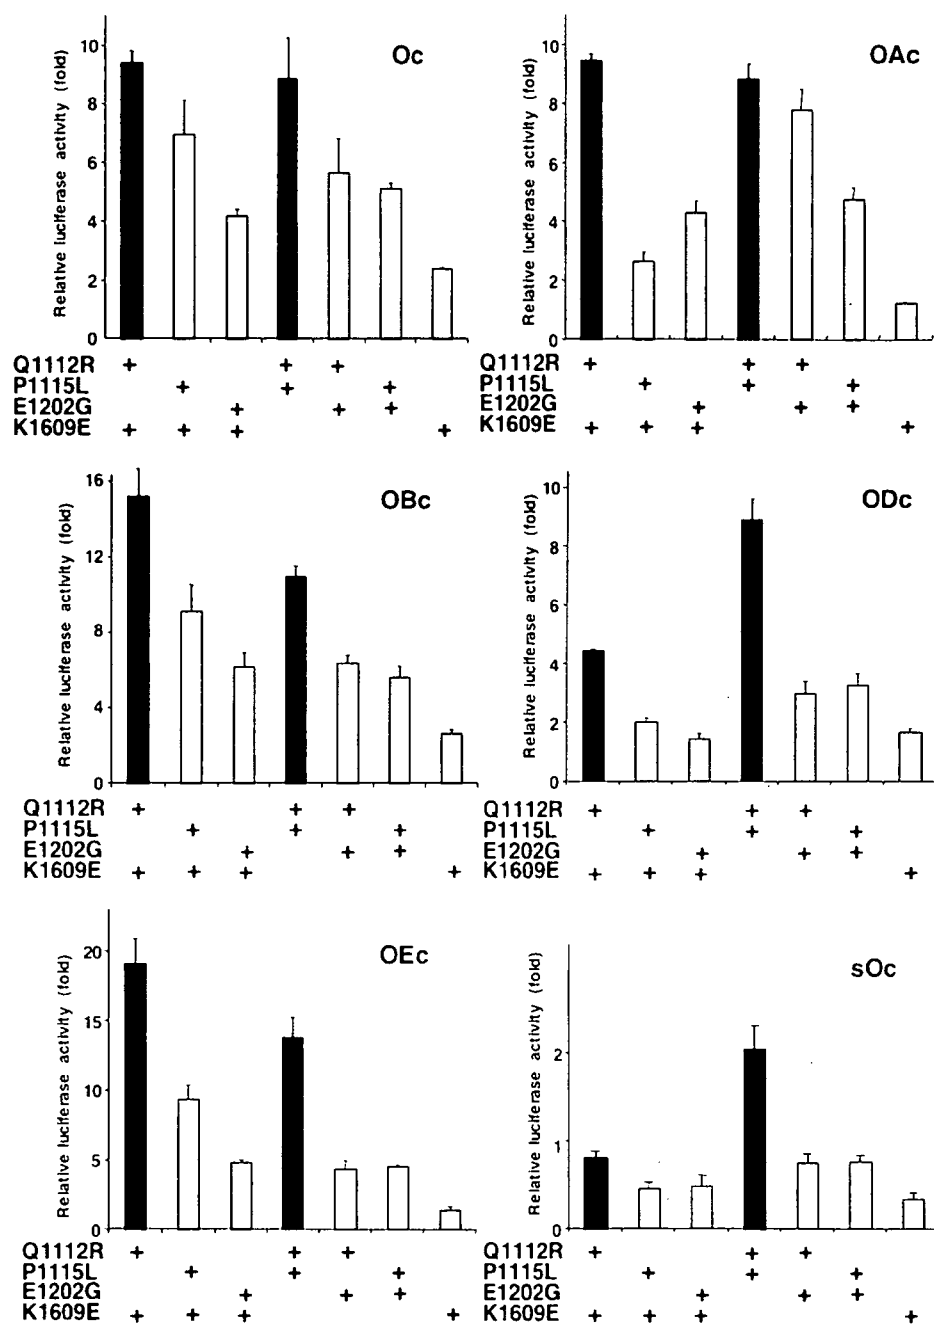 Oc
Relative luciferase activity (fold)
10
8
6
4
2
0
Q1112R + + +
P1115L + + +
E1202G + + +
K1609E + + + +
OAc
Relative luciferase activity (fold)
10
8
6
4
2
0
Q1112R + + +
P1115L + + +
E1202G + + +
K1609E + + + +
OBc
Relative luciferase activity (fold)
16
12
8
4
0
Q1112R + + +
P1115L + + +
E1202G + + +
K1609E + + + +
ODc
Relative luciferase activity (fold)
10
8
6
4
2
0
Q1112R + + +
P1115L + + +
E1202G + + +
K1609E + + + +
OEc
Relative luciferase activity (fold)
20
15
10
5
0
Q1112R + + +
P1115L + + +
E1202G + + +
K1609E + + + +
sOc
Relative luciferase activity (fold)
2
1
0
Q1112R + + +
P1115L + + +
E1202G + + +
K1609E + + + +